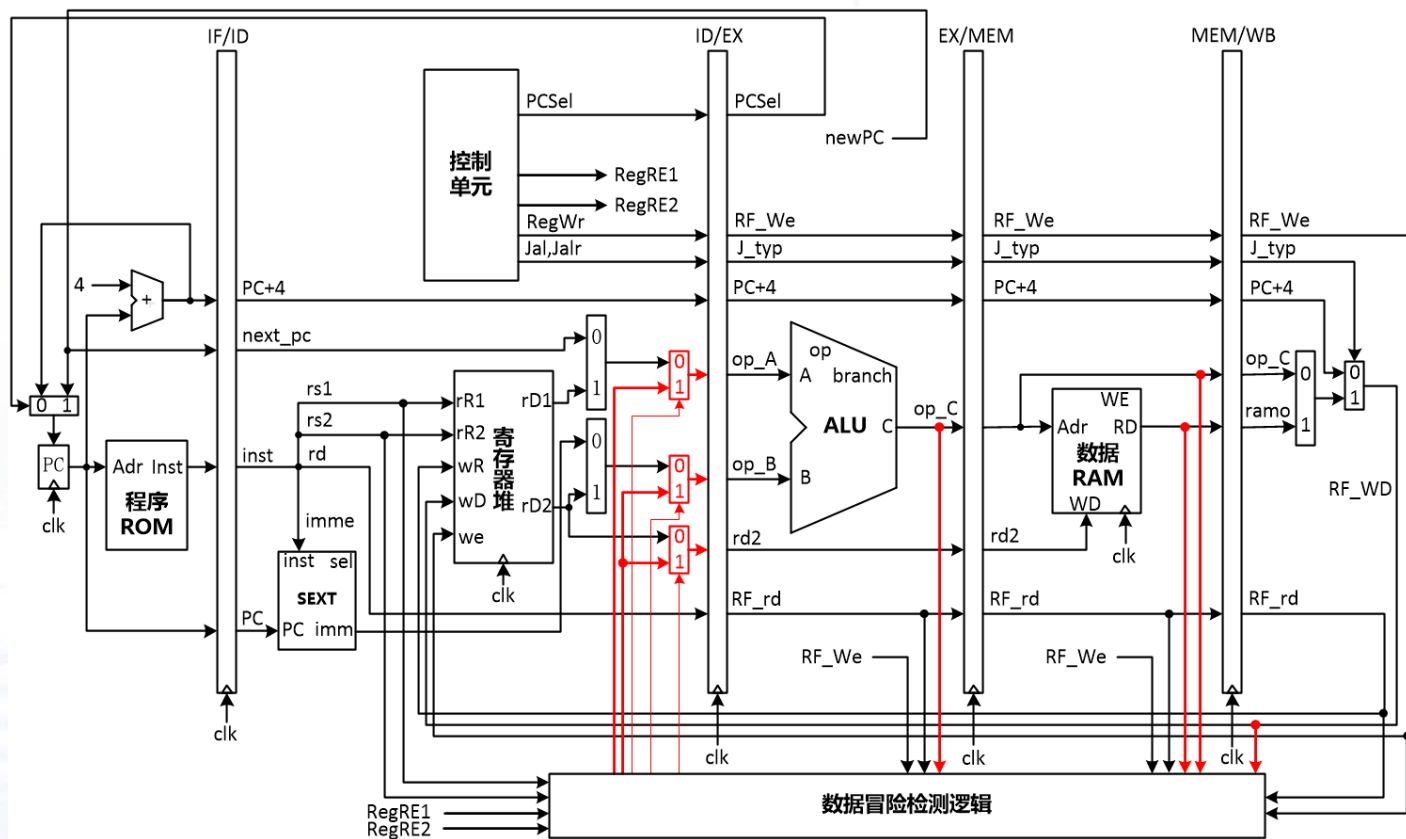 IF/ID
ID/EX
EX/MEM
MEM/WB
PCSel
PCSel
newPC
控制
单元
RegRE1
RegRE2
RegWr
RF_We
RF_We
RF_We
Jal,Jalr
J_typ
J_typ
J_typ
4
+
PC+4
PC+4
PC+4
PC+4
next_pc
0
1
0
1
op_A
op
A
branch
ALU
C
B
op_C
op_C
0
1
0
1
ramo
RF_WD
0 1
PC
clk
Adr Inst
程序
ROM
inst
rs1
rs2
rd
imme
rR1
rR2
wR
wD
we
rD1
rD2
寄
存
器
堆
clk
0
1
0
1
op_B
0
1
rd2
rd2
WE
Adr RD
数据
RAM
WD
clk
inst sel
SEXT
PC imm
PC
RF_rd
RF_rd
RF_rd
RF_We
RF_We
clk
clk
clk
clk
数据冒险检测逻辑
RegRE1
RegRE2